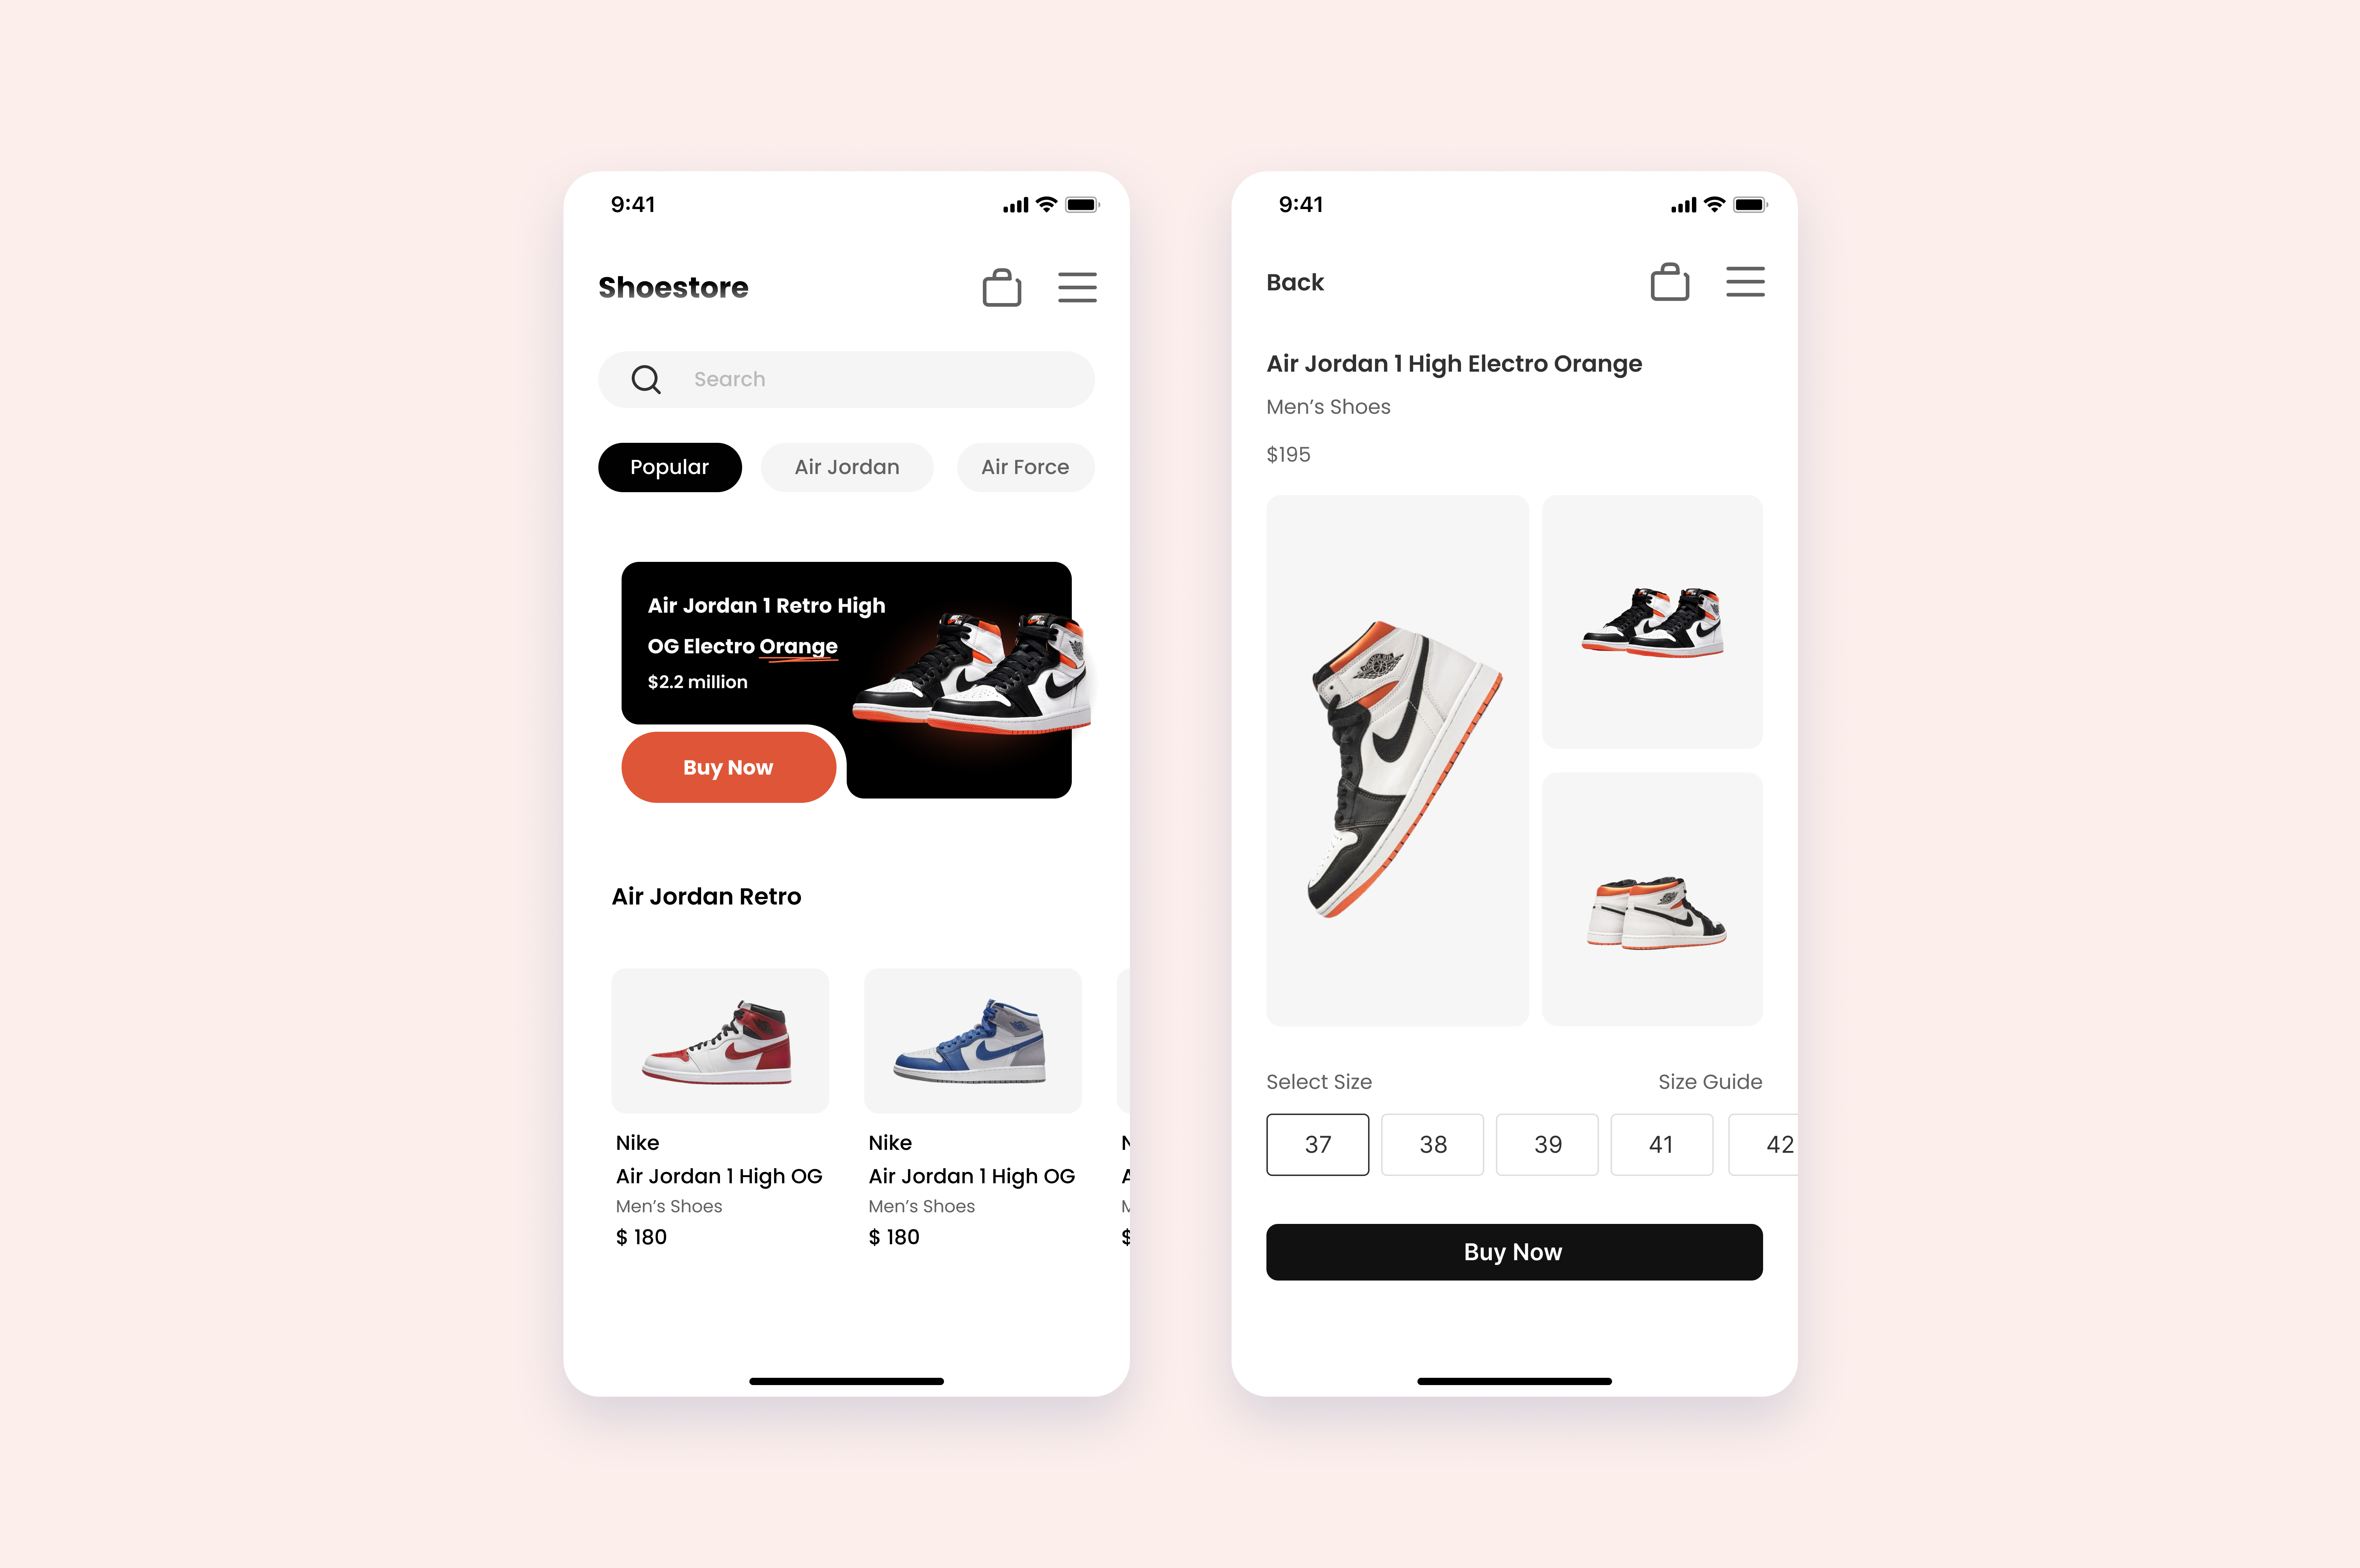 9:41
Shoestore
Search
Popular
Air Jordan
Air Force
Air Jordan 1 Retro High
OG Electro Orange
$2.2 million
Buy Now
Air Jordan Retro
Nike
Air Jordan 1 High OG
Men’s Shoes
$ 180
Nike
Air Jordan 1 High OG
Men’s Shoes
$ 180
9:41
Back
Air Jordan 1 High Electro Orange
Men’s Shoes
$195
Select Size
Size Guide
37
38
39
41
42
Buy Now